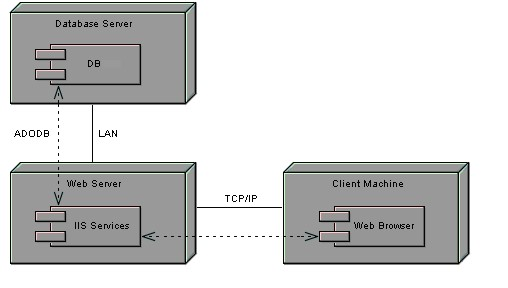 Database Server
DB
ADODB
LAN
Web Server
IIS Services
TCP/IP
Client Machine
Web Browser